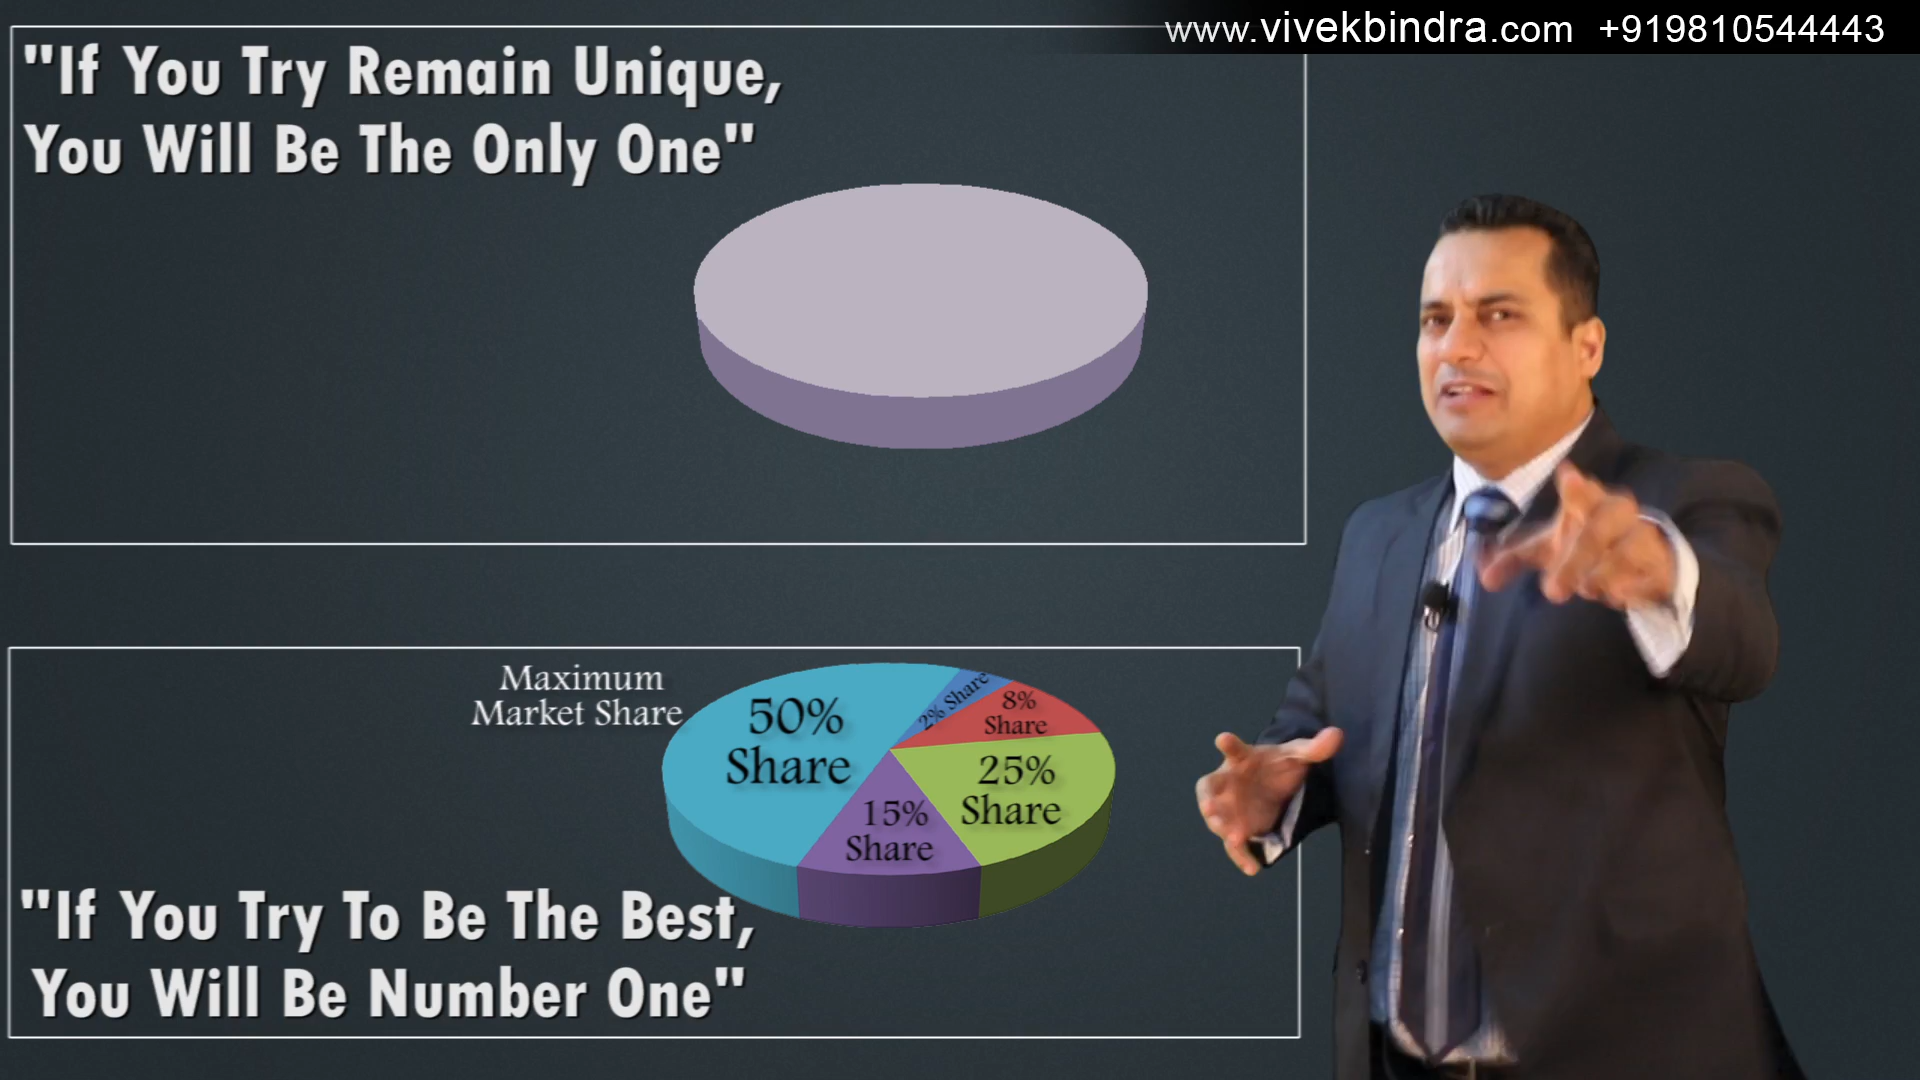 www.vivekbindra.com +919810544443
"If You Try Remain Unique,
You Will Be The Only One"
Maximum
Market Share
50%
Share
2% Share
8%
Share
25%
Share
15%
Share
"If You Try To Be The Best,
You Will Be Number One"